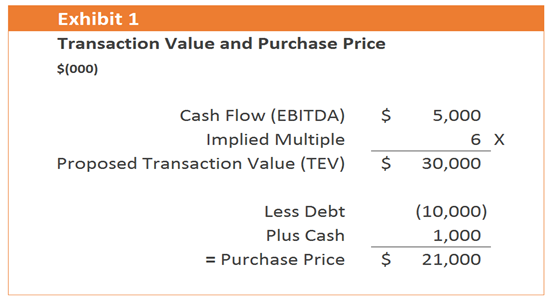 Exhibit 1
Transaction Value and Purchase Price
$(000)
Cash Flow (EBITDA) $ 5,000
Implied Multiple 6 X
Proposed Transaction Value (TEV) $ 30,000
Less Debt (10,000)
Plus Cash 1,000
= Purchase Price $ 21,000